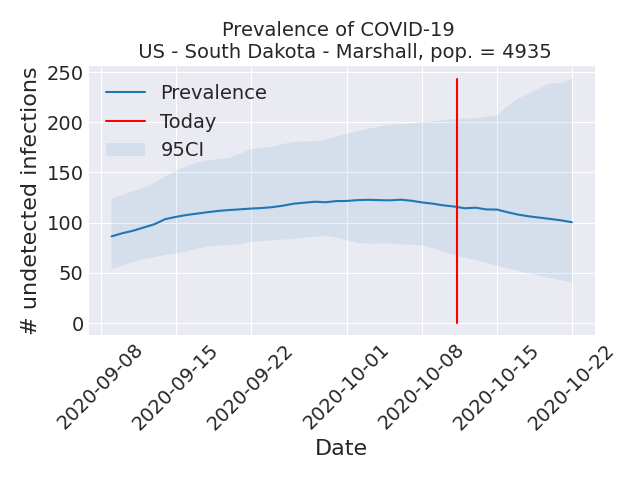 Prevalence of COVID-19
US - South Dakota - Marshall, pop. = 4935
# undetected infections
250
200
150
100
50
0
Prevalence
Today
95CI
2020-09-08
2020-09-15
2020-09-22
2020-10-01
2020-10-08
2020-10-15
2020-10-22
Date